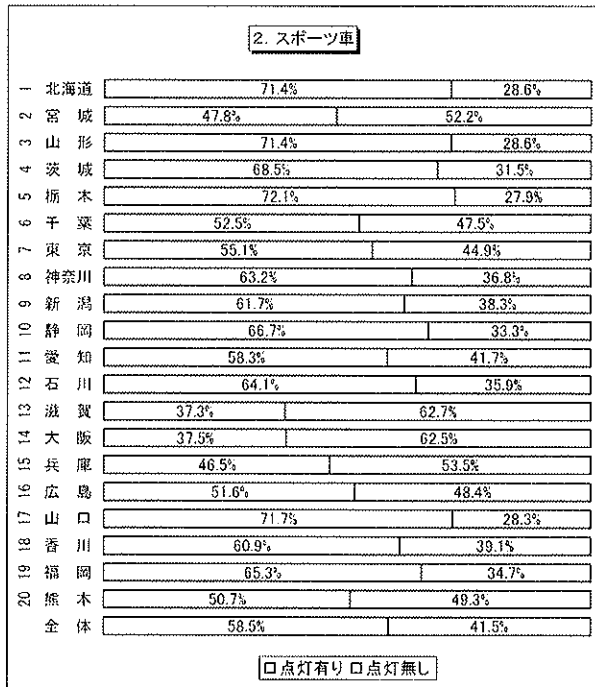 2. スポーツ車
1 北海道 71.4% 28.6%
2 宮城 47.8% 52.2%
3 山形 71.4% 28.6%
4 茨城 68.5% 31.5%
5 栃木 72.1% 27.9%
6 千葉 52.5% 47.5%
7 東京 55.1% 44.9%
8 神奈川 63.2% 36.8%
9 新潟 61.7% 38.3%
10 静岡 66.7% 33.3%
11 愛知 58.3% 41.7%
12 石川 64.1% 35.9%
13 滋賀 37.3% 62.7%
14 大阪 37.5% 62.5%
15 兵庫 46.5% 53.5%
16 広島 51.6% 48.4%
17 山口 71.7% 28.3%
18 香川 60.9% 39.1%
19 福岡 65.3% 34.7%
20 熊本 50.7% 49.3%
全体 58.5% 41.5%
点灯有り 点灯無し